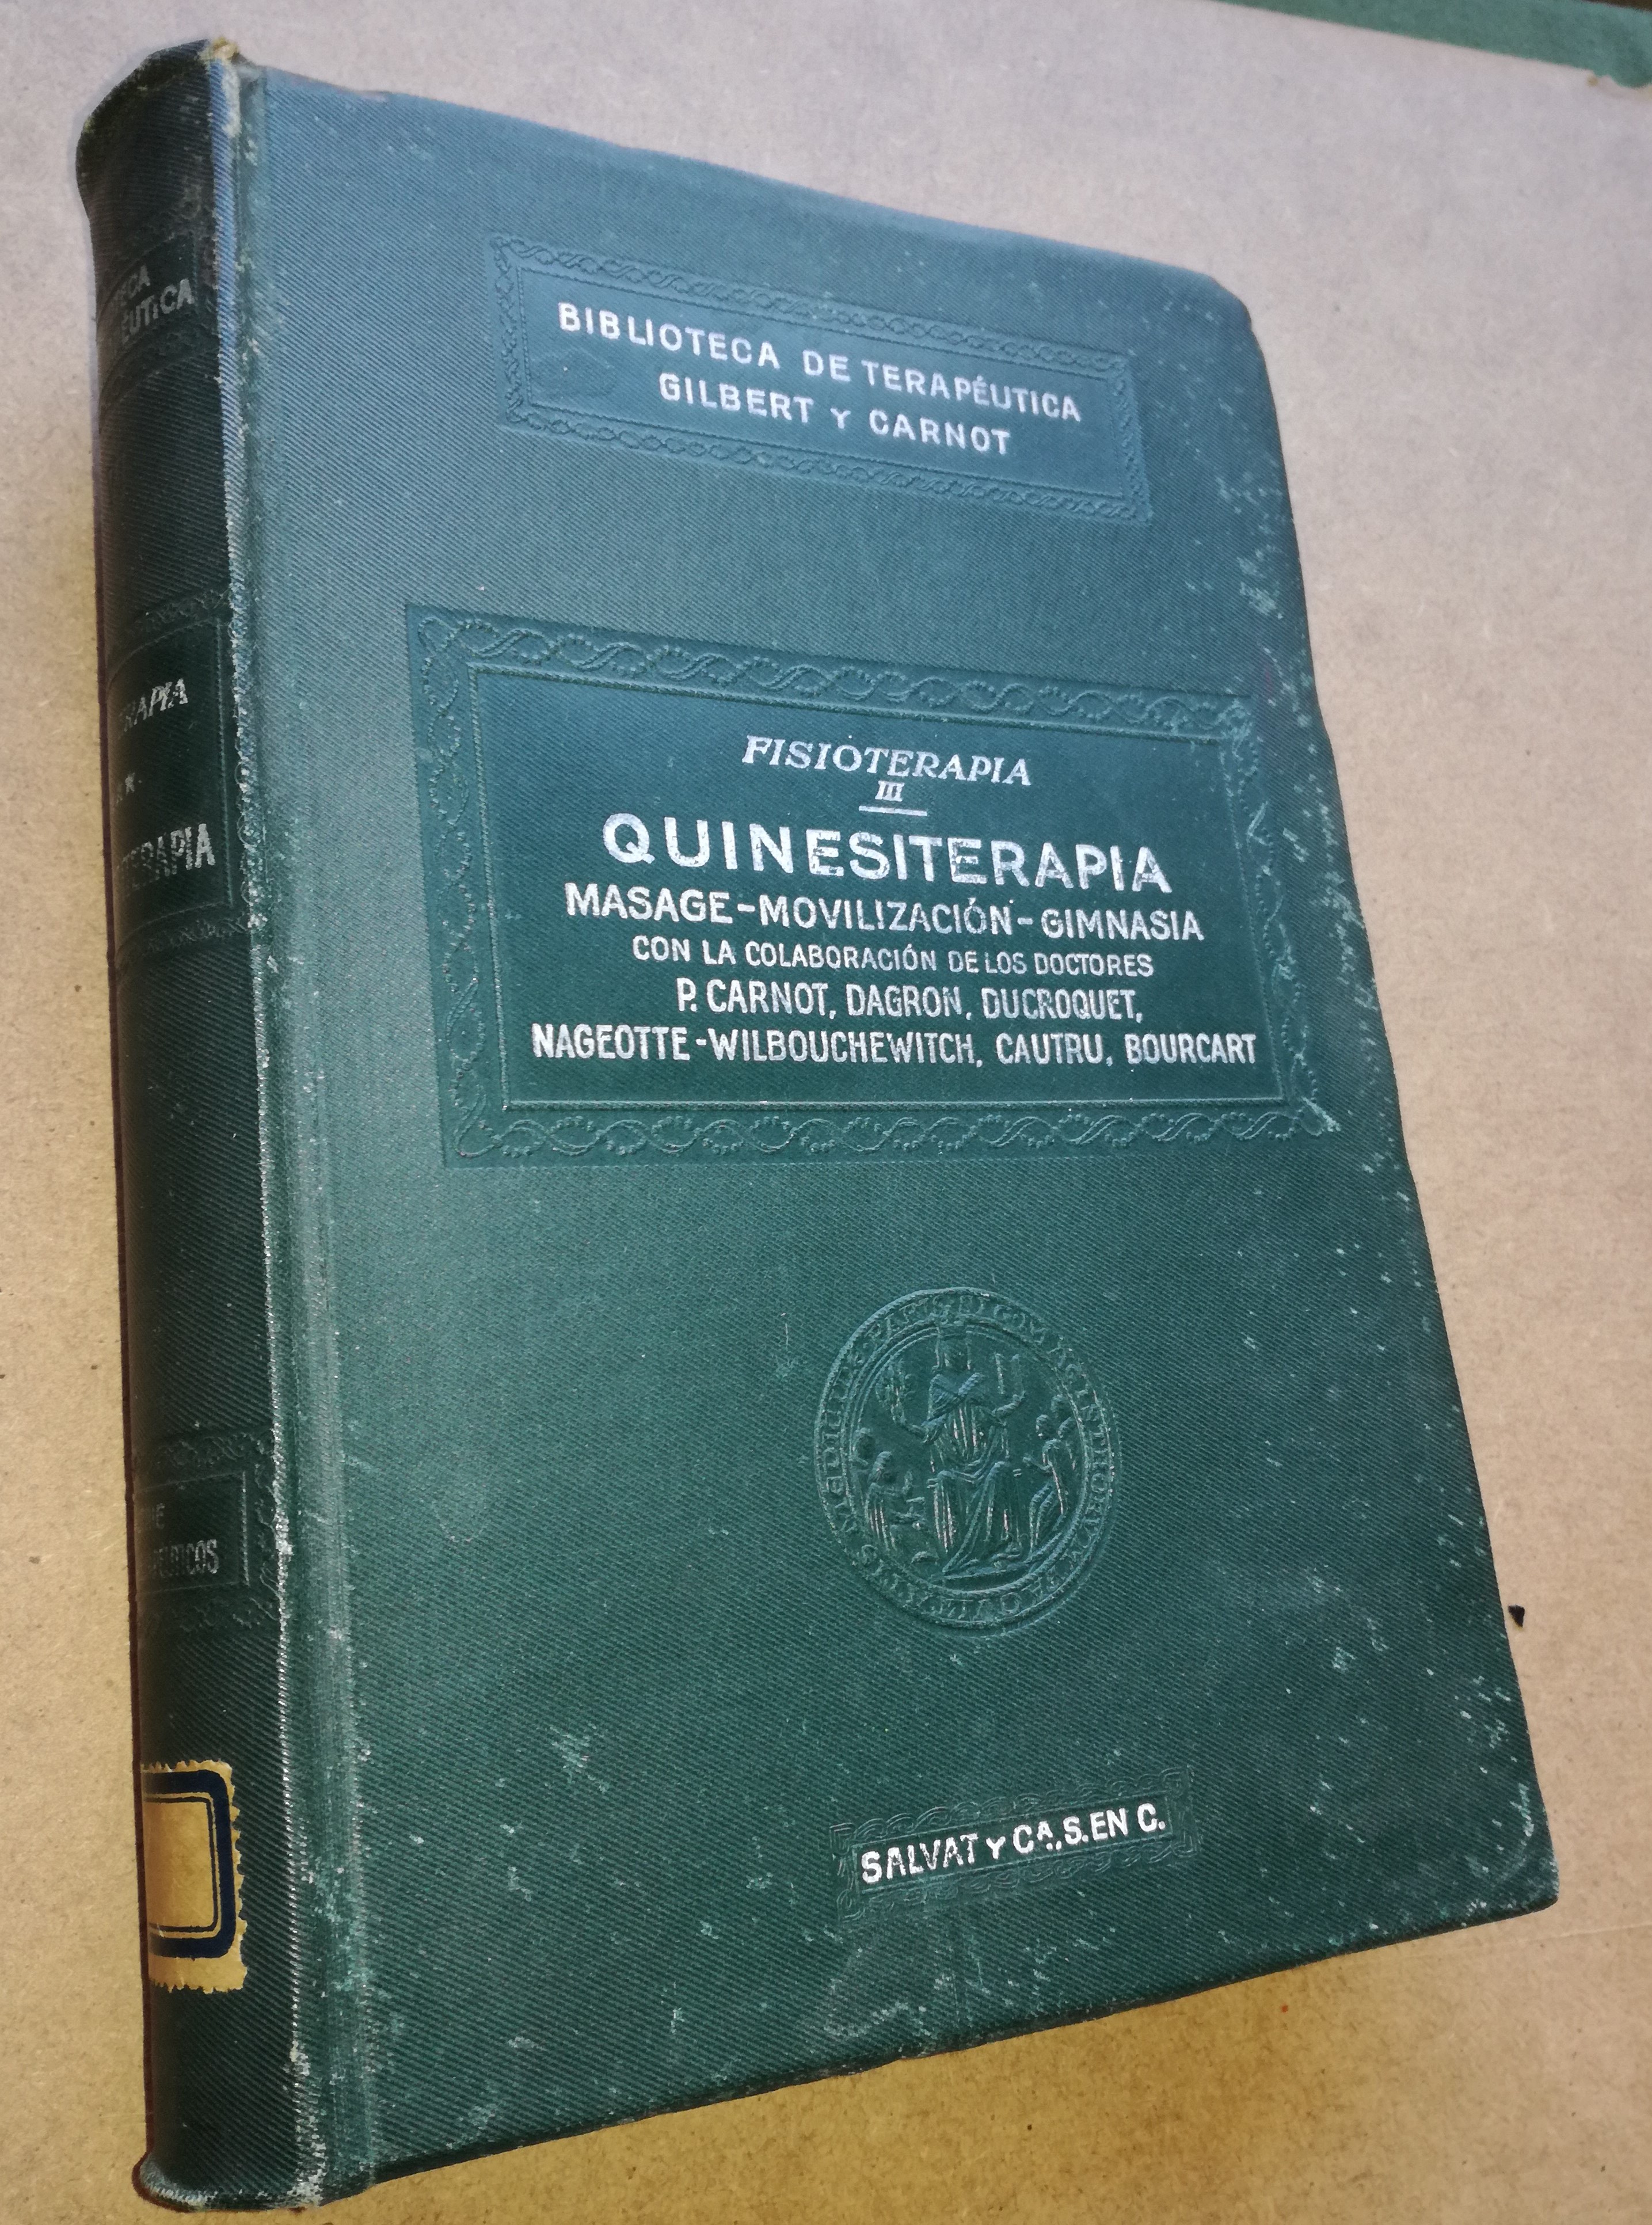 BIBLIOTECA DE TERAPÉUTICA
GILBERT Y CARNOT
FISIOTERAPIA
III
QUINESITERAPIA
MASAGE-MOVILIZACIÓN-GIMNASIA
CON LA COLABORACIÓN DE LOS DOCTORES
P. CARNOT, DAGRON, DUCROQUET,
NAGEOTTE-WILBOUCHEWITCH, CAUTRU, BOURCART
SALVAT Y CA., S. EN C.